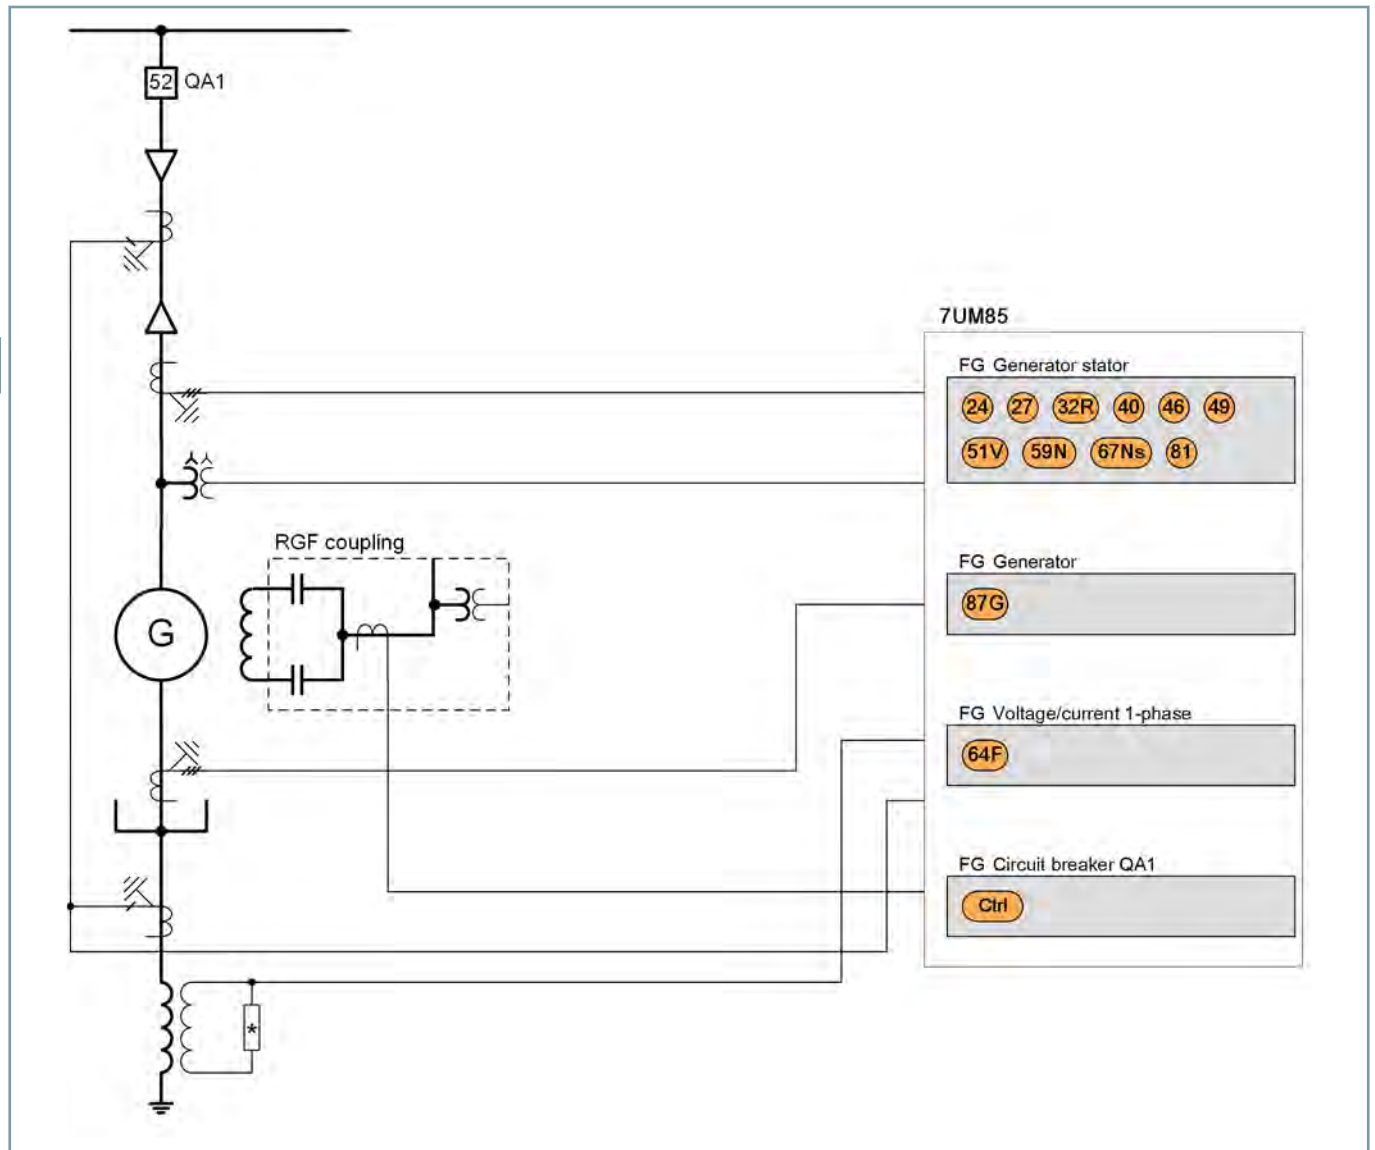 52 QA1
7UM85
FG Generator stator
24 27 32R 40 46 49
51V 59N 67Ns 81
RGF coupling
FG Generator
87G
G
FG Voltage/current 1-phase
64F
FG Circuit breaker QA1
Ctrl
*